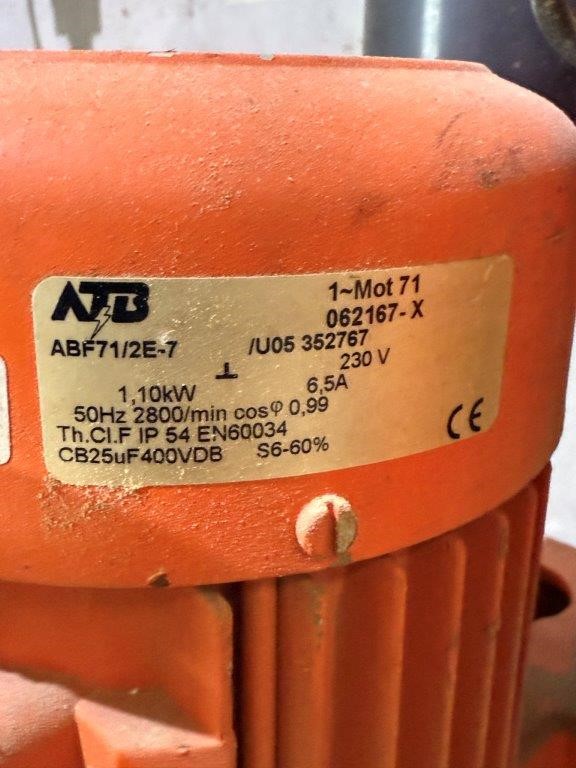 ATB
1~Mot 71
062167-X
ABF71/2E-7 /U05 352767
⊥ 230 V
1,10kW 6,5A
50Hz 2800/min cosφ 0,99
Th.Cl.F IP 54 EN60034
CB25uF400VDB S6-60%
CE